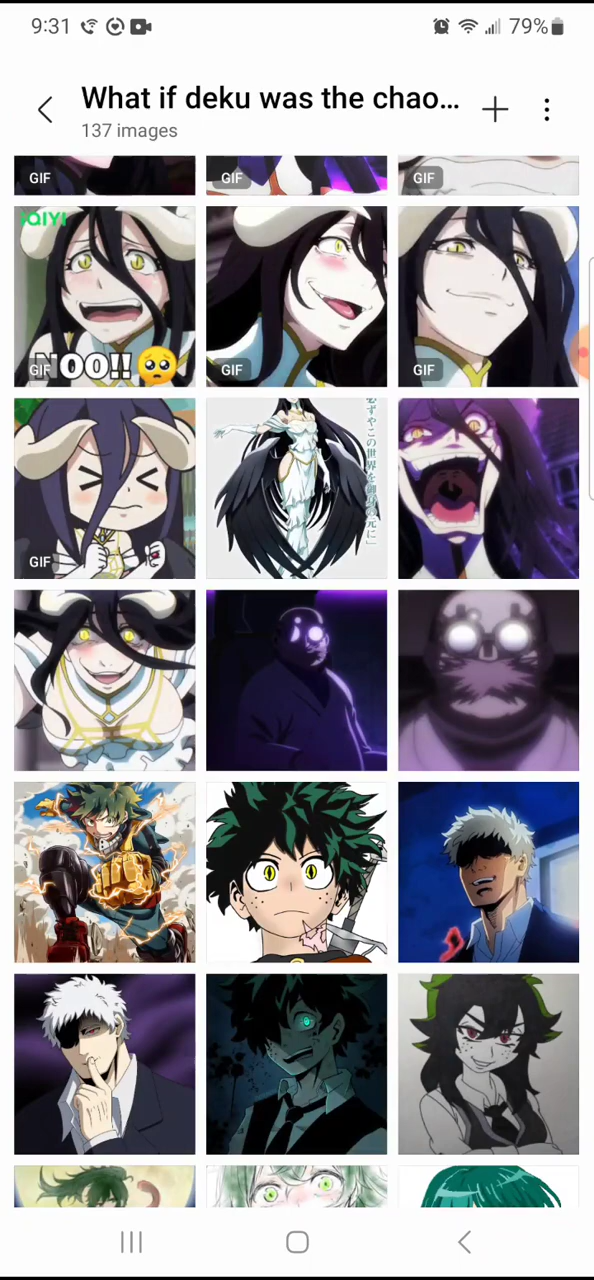 9:31
79%
What if deku was the chao...
137 images
GIF
GIF
GIF
iQIYI
NOO!!
GIF
GIF
GIF
GIF